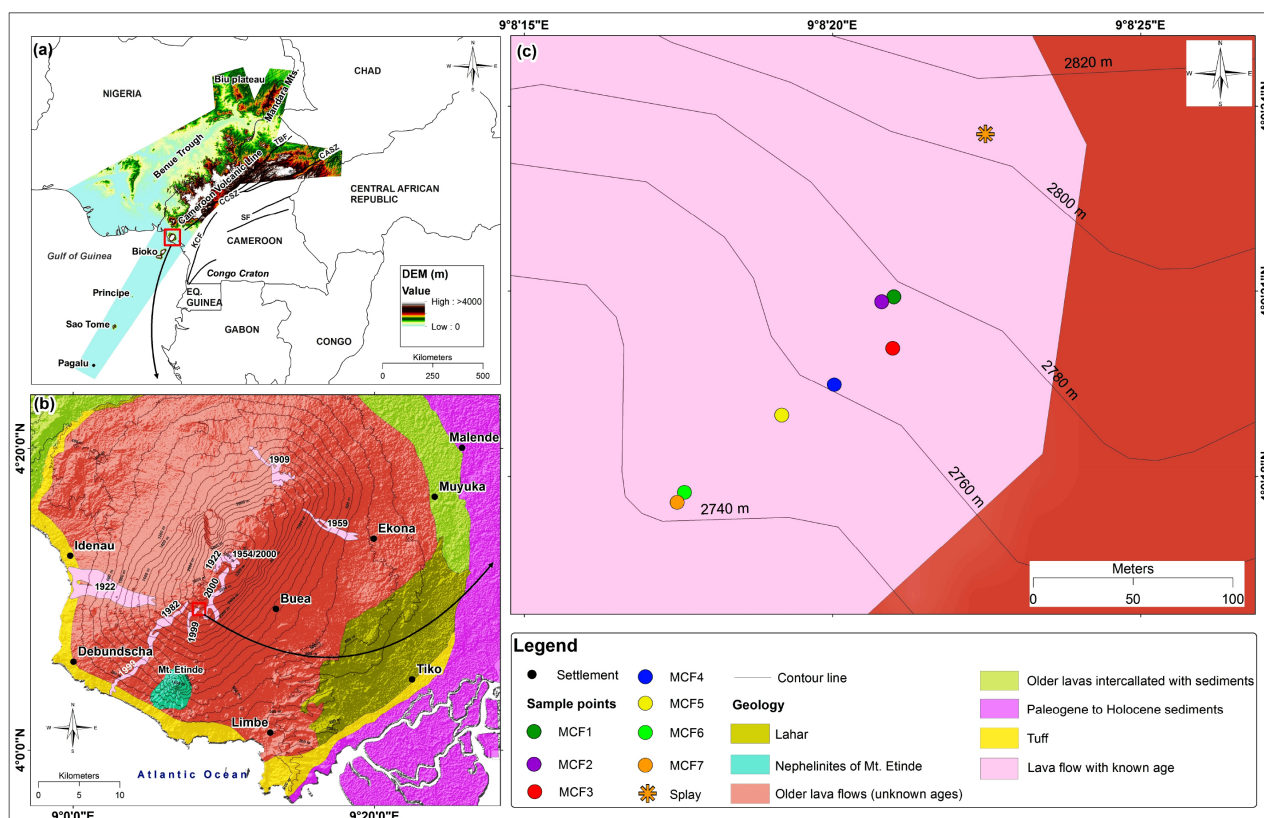 (a)
NIGERIA
CHAD
Biu plateau
Mandara Mts.
Benue Trough
TBF
CASZ
Cameroon Volcanic Line
CCSZ
CENTRAL AFRICAN
REPUBLIC
SF
KCF
CAMEROON
Bioko
Gulf of Guinea
Congo Craton
Principe
EQ.
GUINEA
Sao Tome
GABON
CONGO
Pagalu
DEM (m)
Value
High : >4000
Low : 0
Kilometers
0 250 500
N
W E
S
(b)
4°20'0"N
4°0'0"N
Malende
1909
Muyuka
1959
Ekona
Idenau
1922
1954/2000
1922
2000
1982
Buea
1999
Debundscha
Mt. Etinde
Tiko
Limbe
N
W E
S
Kilometers
0 5 10
Atlantic Ocean
9°0'0"E
9°20'0"E
(c)
9°8'15"E
9°8'20"E
9°8'25"E
N
W E
S
2820 m
2800 m
2780 m
2760 m
2740 m
Meters
0 50 100
Legend
Settlement
Sample points
MCF1
MCF2
MCF3
MCF4
MCF5
MCF6
MCF7
Splay
Contour line
Geology
Lahar
Nephelinites of Mt. Etinde
Older lava flows (unknown ages)
Older lavas intercallated with sediments
Paleogene to Holocene sediments
Tuff
Lava flow with known age